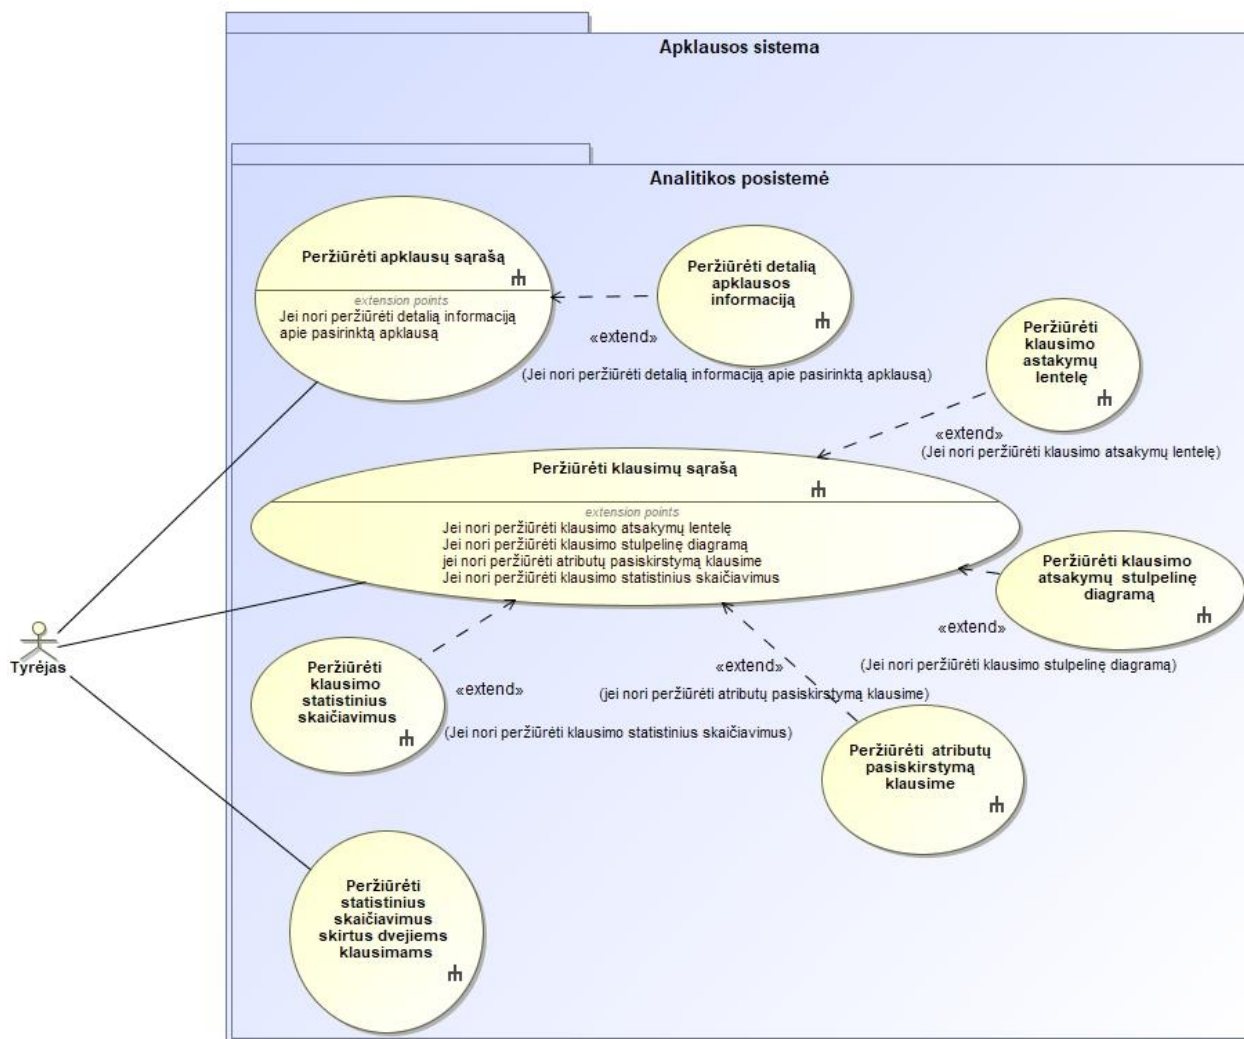 Apklausos sistema
Analitikos posistemė
Peržiūrėti apklausų sąrašą
extension points
Jei nori peržiūrėti detalią informaciją
apie pasirinktą apklausą
Peržiūrėti detalią
apklausos
informaciją
«extend»
(Jei nori peržiūrėti detalią informaciją apie pasirinktą apklausą)
Peržiūrėti
klausimo
astakymų
lentelę
«extend»
(Jei nori peržiūrėti klausimo atsakymų lentelę)
Peržiūrėti klausimų sąrašą
extension points
Jei nori peržiūrėti klausimo atsakymų lentelę
Jei nori peržiūrėti klausimo stulpelinę diagramą
jei nori peržiūrėti atributų pasiskirstymą klausime
Jei nori peržiūrėti klausimo statistinius skaičiavimus
Peržiūrėti klausimo
atsakymų stulpelinę
diagramą
«extend»
(Jei nori peržiūrėti klausimo stulpelinę diagramą)
Tyrėjas
Peržiūrėti
klausimo
statistinius
skaičiavimus
«extend»
(Jei nori peržiūrėti klausimo statistinius skaičiavimus)
«extend»
(jei nori peržiūrėti atributų pasiskirstymą klausime)
Peržiūrėti atributų
pasiskirstymą
klausime
Peržiūrėti
statistinius
skaičiavimus
skirtus dvejiems
klausimams